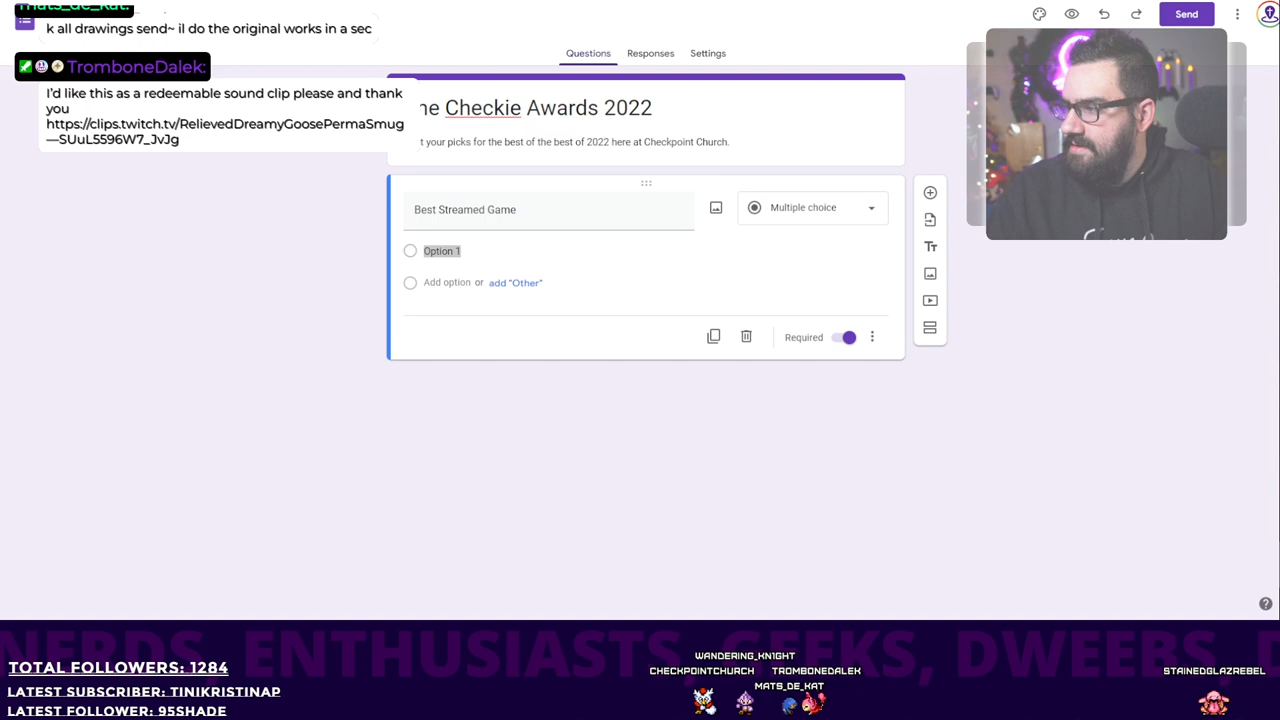 k all drawings send~ il do the original works in a sec
TromboneDalek:
I'd like this as a redeemable sound clip please and thank
you
https://clips.twitch.tv/RelievedDreamyGoosePermaSmug
—SUuL5596W7_JvJg
Send
Questions
Responses
Settings
ne Checkie Awards 2022
t your picks for the best of the best of 2022 here at Checkpoint Church.
Best Streamed Game
Multiple choice
Option 1
Add option or add "Other"
Required
NERDS, ENTHUSIASTS, GEEKS, DWEEBS, D
TOTAL FOLLOWERS: 1284
LATEST SUBSCRIBER: TINIKRISTINAP
LATEST FOLLOWER: 95SHADE
WANDERING_KN1GHT
CHECKPOINTCHURCH
TROMBONEDALEK
MATS_DE_KAT
STAINEDGLAZREBEL